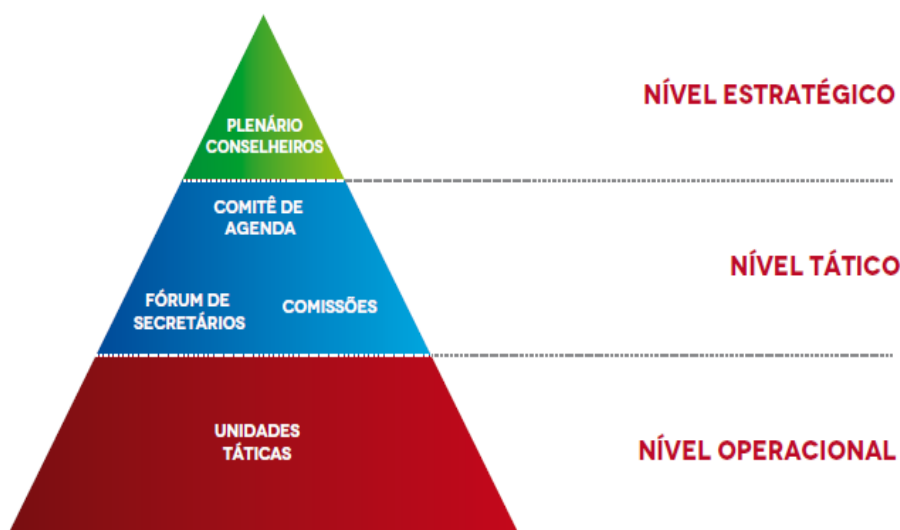 PLENÁRIO
CONSELHEIROS
NÍVEL ESTRATÉGICO
COMITÊ DE
AGENDA
FÓRUM DE
SECRETÁRIOS
COMISSÕES
NÍVEL TÁTICO
UNIDADES
TÁTICAS
NÍVEL OPERACIONAL